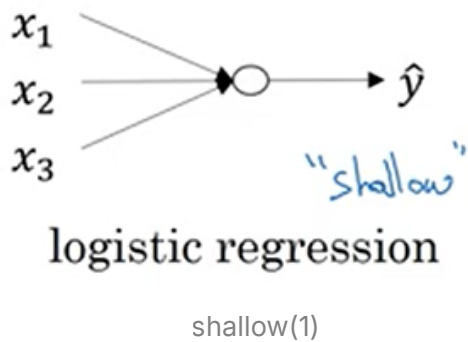 x₁
x₂
x₃
ŷ
"shallow"
logistic regression
shallow(1)